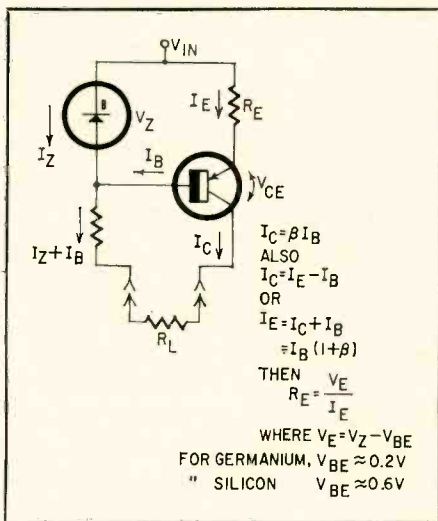 VIN
IE
RE
B
VZ
IZ
IB
VCE
IZ+IB
IC
RL
IC=βIB
ALSO
IC=IE-IB
OR
IE=IC+IB
=IB(1+β)
THEN
RE=VE/IE
WHERE VE=VZ-VBE
FOR GERMANIUM, VBE≈0.2V
" SILICON VBE≈0.6V